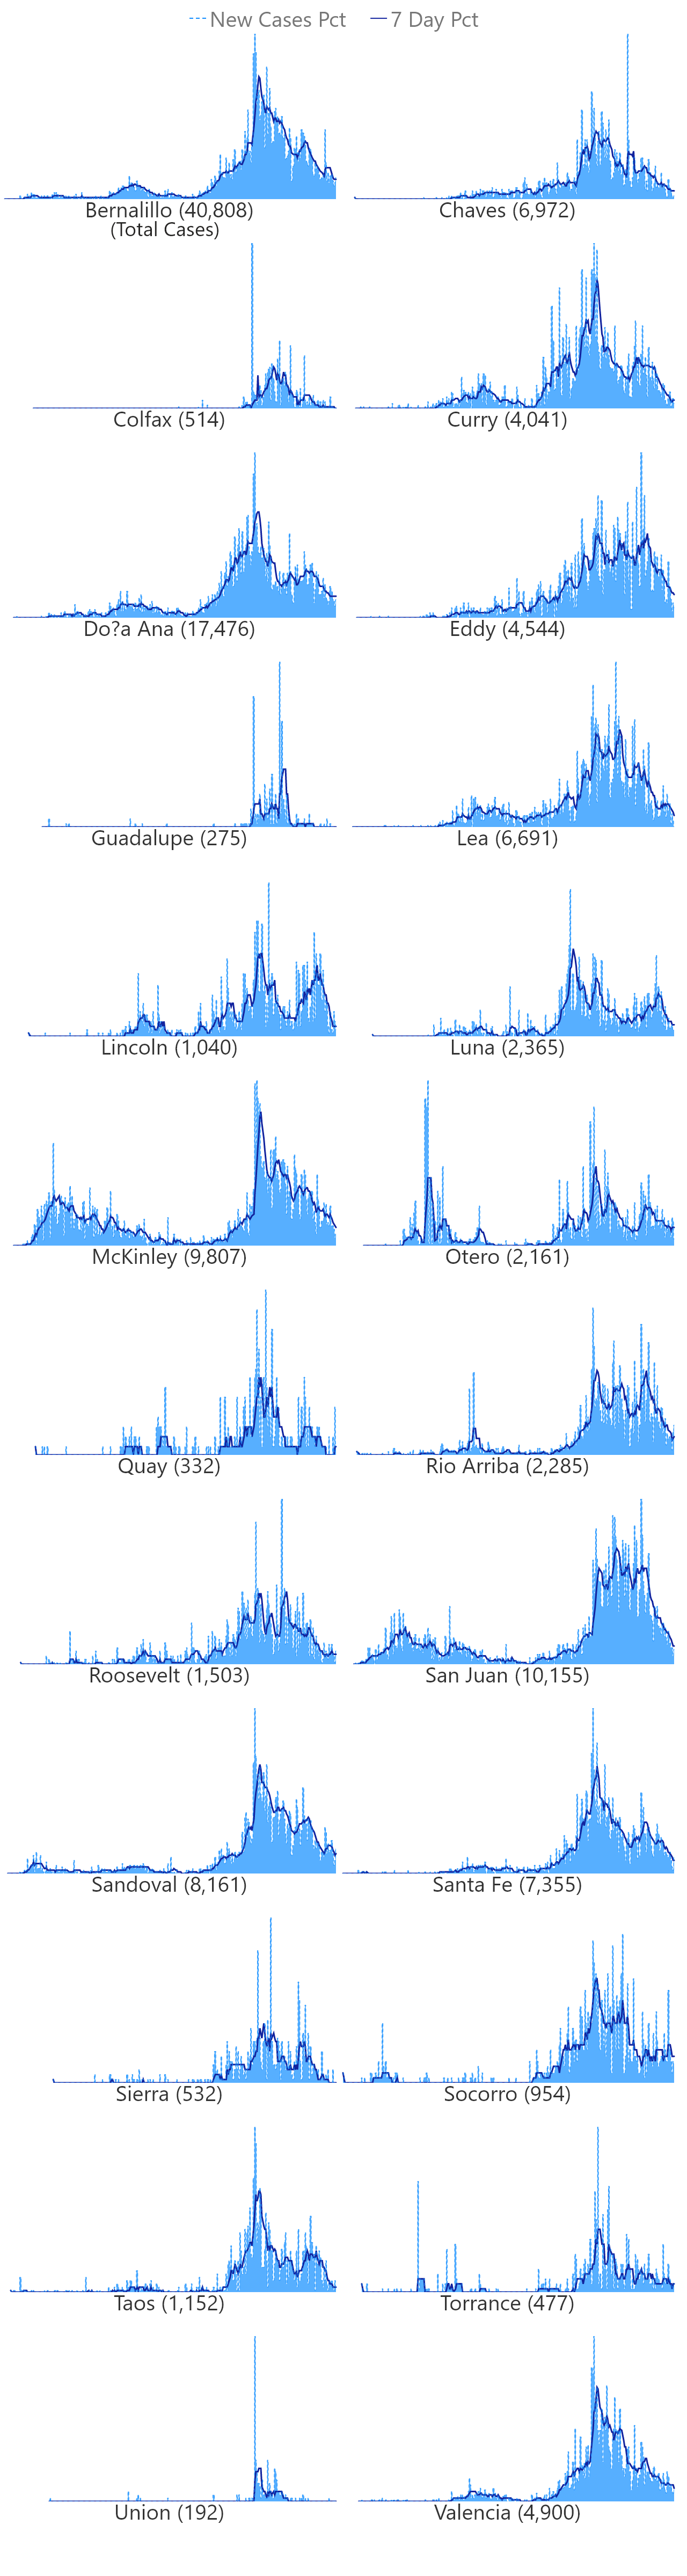 New Cases Pct 7 Day Pct
Bernalillo (40,808)
(Total Cases)
Chaves (6,972)
Colfax (514)
Curry (4,041)
Do?a Ana (17,476)
Eddy (4,544)
Guadalupe (275)
Lea (6,691)
Lincoln (1,040)
Luna (2,365)
McKinley (9,807)
Otero (2,161)
Quay (332)
Rio Arriba (2,285)
Roosevelt (1,503)
San Juan (10,155)
Sandoval (8,161)
Santa Fe (7,355)
Sierra (532)
Socorro (954)
Taos (1,152)
Torrance (477)
Union (192)
Valencia (4,900)